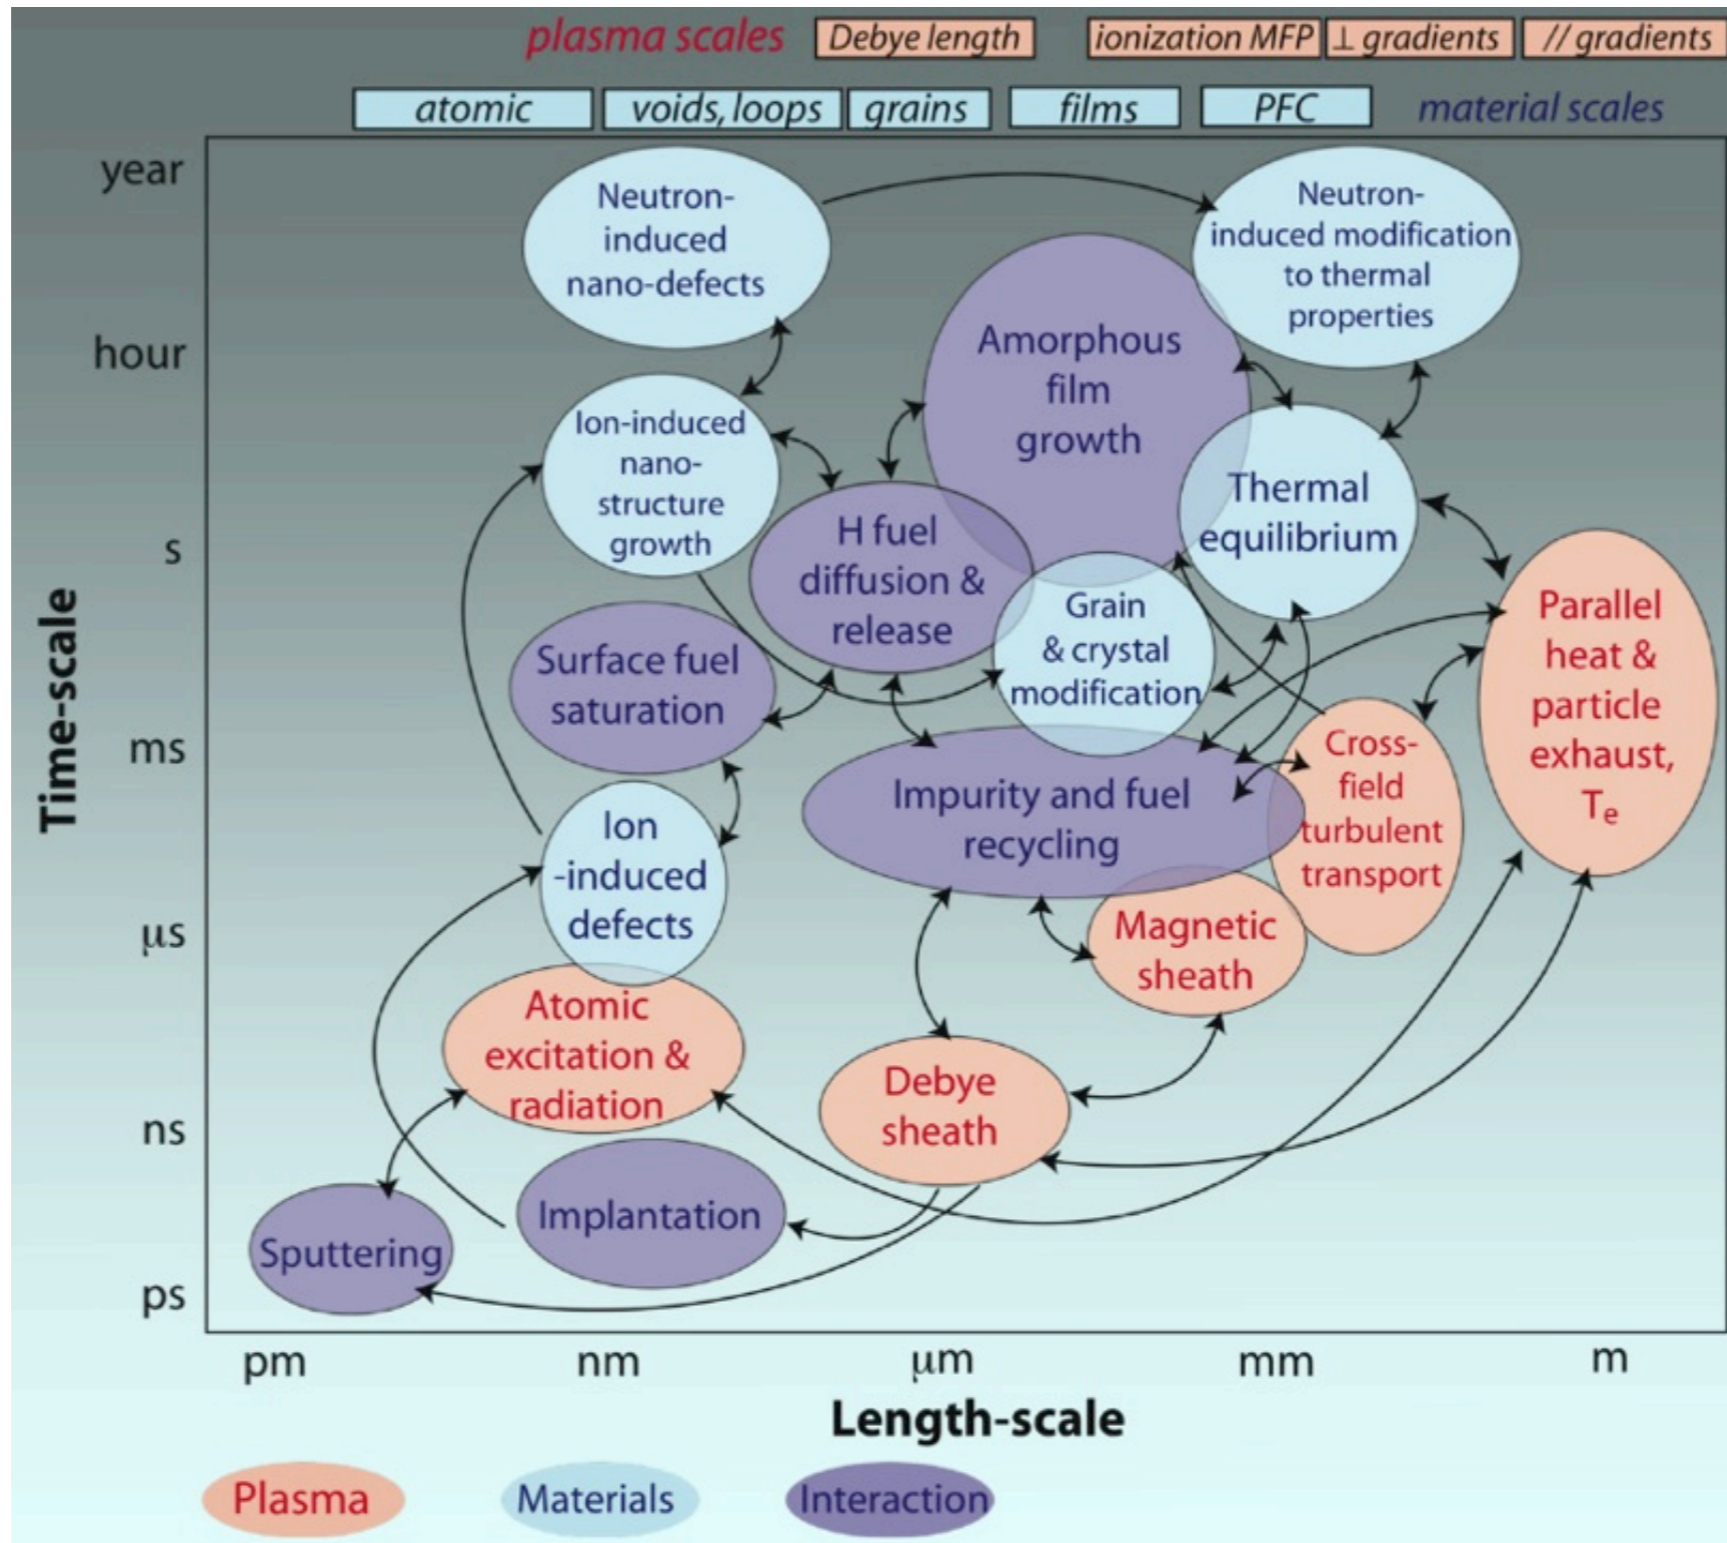 plasma scales
Debye length
ionization MFP
⊥ gradients
// gradients
atomic
voids, loops
grains
films
PFC
material scales
year
hour
s
ms
μs
ns
ps
Time-scale
Neutron-
induced
nano-defects
Neutron-
induced modification
to thermal
properties
Amorphous
film
growth
Ion-induced
nano-
structure
growth
Thermal
equilibrium
H fuel
diffusion &
release
Grain
& crystal
modification
Parallel
heat &
particle
exhaust,
Te
Surface fuel
saturation
Cross-
field
turbulent
transport
Impurity and fuel
recycling
Ion
-induced
defects
Magnetic
sheath
Atomic
excitation &
radiation
Debye
sheath
Implantation
Sputtering
pm
nm
μm
mm
m
Length-scale
Plasma
Materials
Interaction